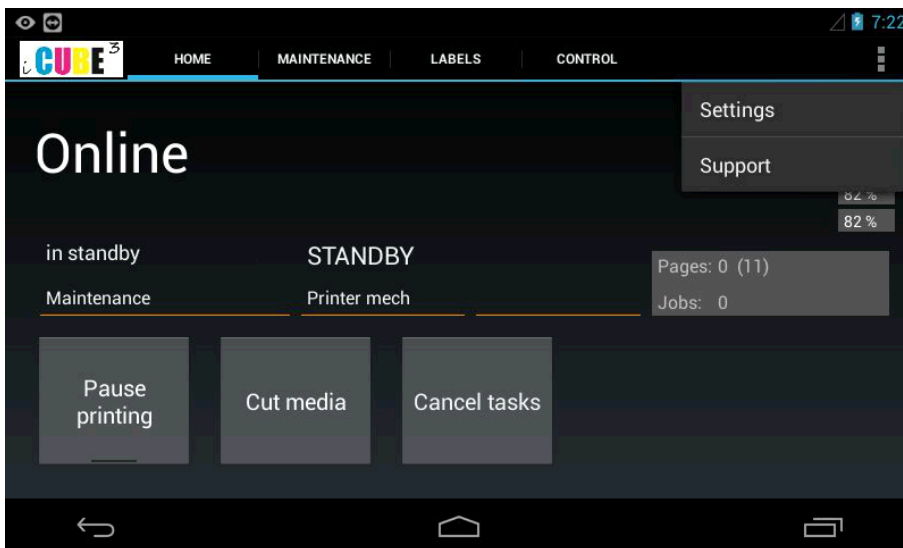 7:22
iCUBE3
HOME
MAINTENANCE
LABELS
CONTROL
Settings
Support
Online
82 %
82 %
in standby
STANDBY
Pages: 0 (11)
Maintenance
Printer mech
Jobs: 0
Pause
printing
Cut media
Cancel tasks